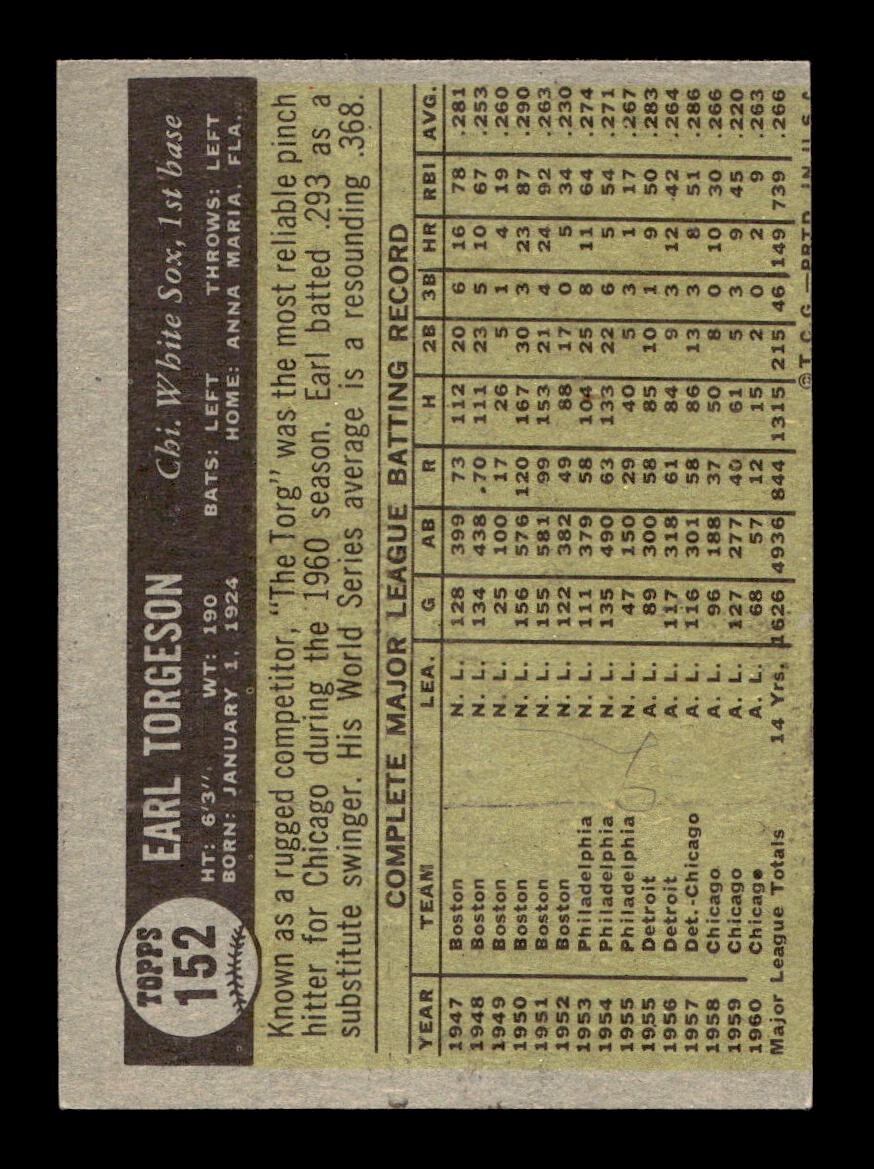 TOPPS
152
EARL TORGESON Chi. White Sox, 1st base
HT: 6'3". WT: 190 BATS: LEFT THROWS: LEFT
BORN: JANUARY 1, 1924 HOME: ANNA MARIA, FLA.
Known as a rugged competitor, "The Torg" was the most reliable pinch
hitter for Chicago during the 1960 season. Earl batted .293 as a
substitute swinger. His World Series average is a resounding .368.
COMPLETE MAJOR LEAGUE BATTING RECORD
YEAR TEAM LEA. G AB R H 2B 3B HR RBI AVG.
1947 Boston N. L. 128 399 73 112 20 6 16 78 .281
1948 Boston N. L. 134 438 70 111 23 5 10 67 .253
1949 Boston N. L. 25 100 17 26 5 1 4 19 .260
1950 Boston N. L. 156 576 120 167 30 3 23 87 .290
1951 Boston N. L. 155 581 99 153 21 4 24 92 .263
1952 Boston N. L. 122 382 49 88 17 0 5 34 .230
1953 Philadelphia N. L. 111 379 58 104 25 8 11 64 .274
1954 Philadelphia N. L. 135 490 63 133 22 6 5 54 .271
1955 Philadelphia N. L. 47 150 29 40 5 3 1 17 .267
1955 Detroit A. L. 89 300 58 85 10 1 9 50 .283
1956 Detroit A. L. 117 318 61 84 9 3 12 42 .264
1957 Det.-Chicago A. L. 116 301 58 86 13 3 8 51 .286
1958 Chicago A. L. 96 188 37 50 8 0 10 30 .266
1959 Chicago A. L. 127 277 40 61 5 3 9 45 .220
1960 Chicago A. L. 68 57 12 15 2 0 2 9 .263
Major League Totals 14 Yrs. 1626 4936 844 1315 215 46 149 739 .266
©T. C. G.—PRTD. IN U. S. A.